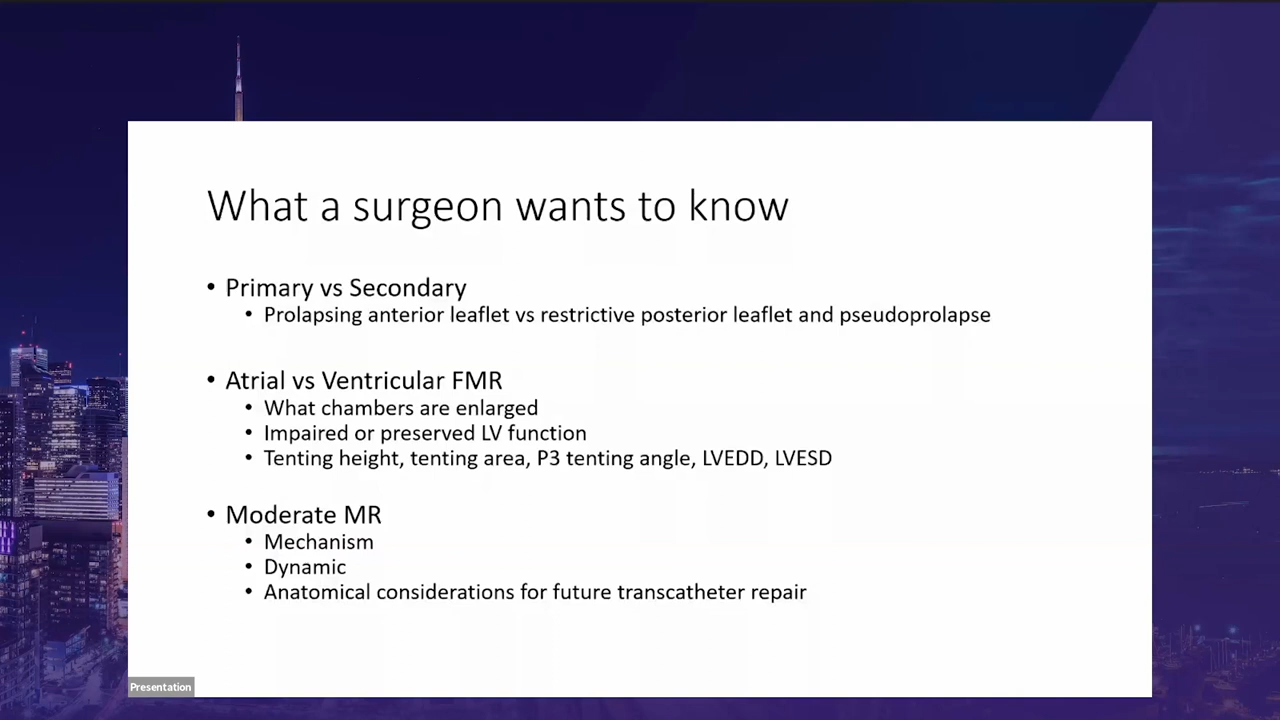 What a surgeon wants to know
• Primary vs Secondary
• Prolapsing anterior leaflet vs restrictive posterior leaflet and pseudoprolapse
• Atrial vs Ventricular FMR
• What chambers are enlarged
• Impaired or preserved LV function
• Tenting height, tenting area, P3 tenting angle, LVEDD, LVESD
• Moderate MR
• Mechanism
• Dynamic
• Anatomical considerations for future transcatheter repair
Presentation